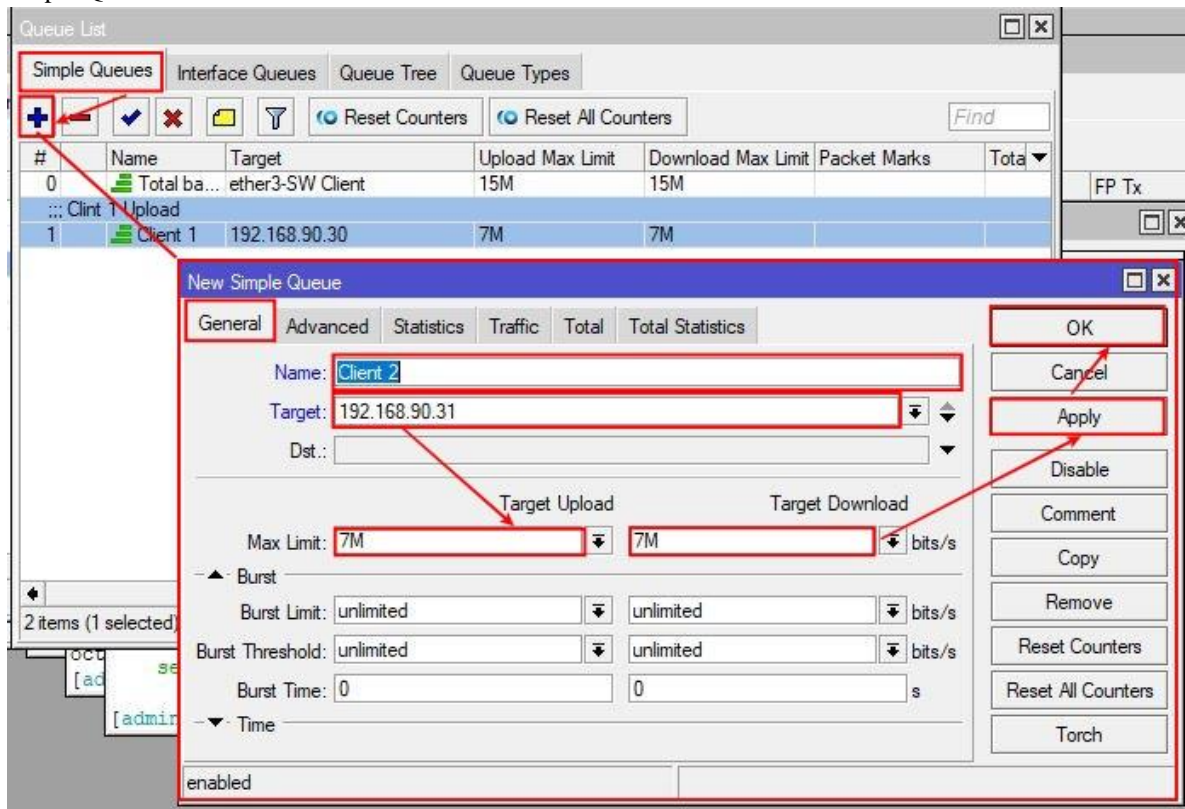 Queue List
Simple Queues Interface Queues Queue Tree Queue Types
Reset Counters Reset All Counters Find
# Name Target Upload Max Limit Download Max Limit Packet Marks Tota
0 Total ba... ether3-SW Client 15M 15M
FP Tx
;;; Clint 1 Upload
1 Client 1 192.168.90.30 7M 7M
New Simple Queue
General Advanced Statistics Traffic Total Total Statistics
OK
Name: Client 2
Cancel
Target: 192.168.90.31
Apply
Dst.:
Disable
Target Upload Target Download
Comment
Max Limit: 7M 7M bits/s
Copy
Burst
Burst Limit: unlimited unlimited bits/s
Remove
2 items (1 selected)
Burst Threshold: unlimited unlimited bits/s
Reset Counters
oct
[ad
se
Burst Time: 0 0 s
Reset All Counters
[admin
Time
Torch
enabled